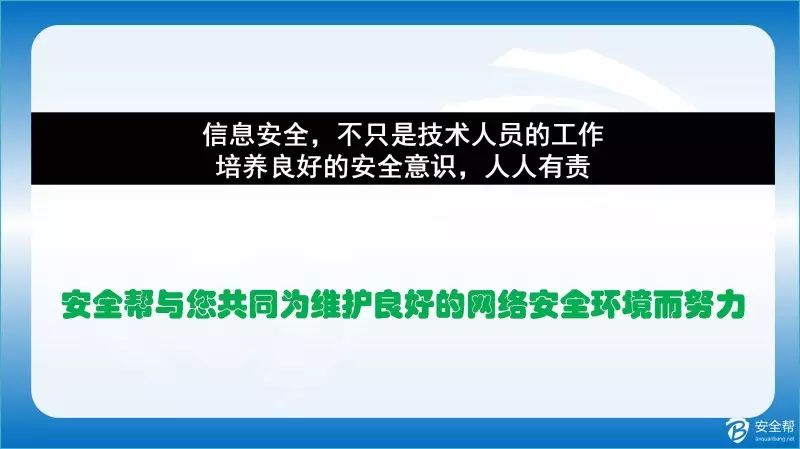 信息安全，不只是技术人员的工作
培养良好的安全意识，人人有责
安全帮与您共同为维护良好的网络安全环境而努力
安全帮
anquanbang.net